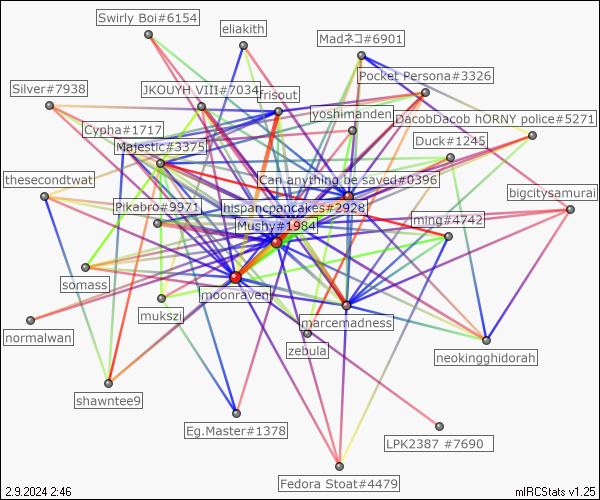 Swirly Boi#6154
eliakith
Madネコ#6901
Pocket Persona#3326
Silver#7938
JKOUYH VIII#7034
frisout
yoshimanden
DacobDacob hORNY police#5271
Cypha#1717
Majestic#3375
Duck#1245
thesecondtwat
Can anything be saved#0396
bigcitysamurai
Pikabro#9971
hispancpancakes#2928
Mushy#1984
ming#4742
somass
moonraven
mukszi
marcemadness
normalwan
zebula
neokingghidorah
shawntee9
Eg.Master#1378
LPK2387 #7690
Fedora Stoat#4479
2.9.2024 2:46
mIRCStats v1.25